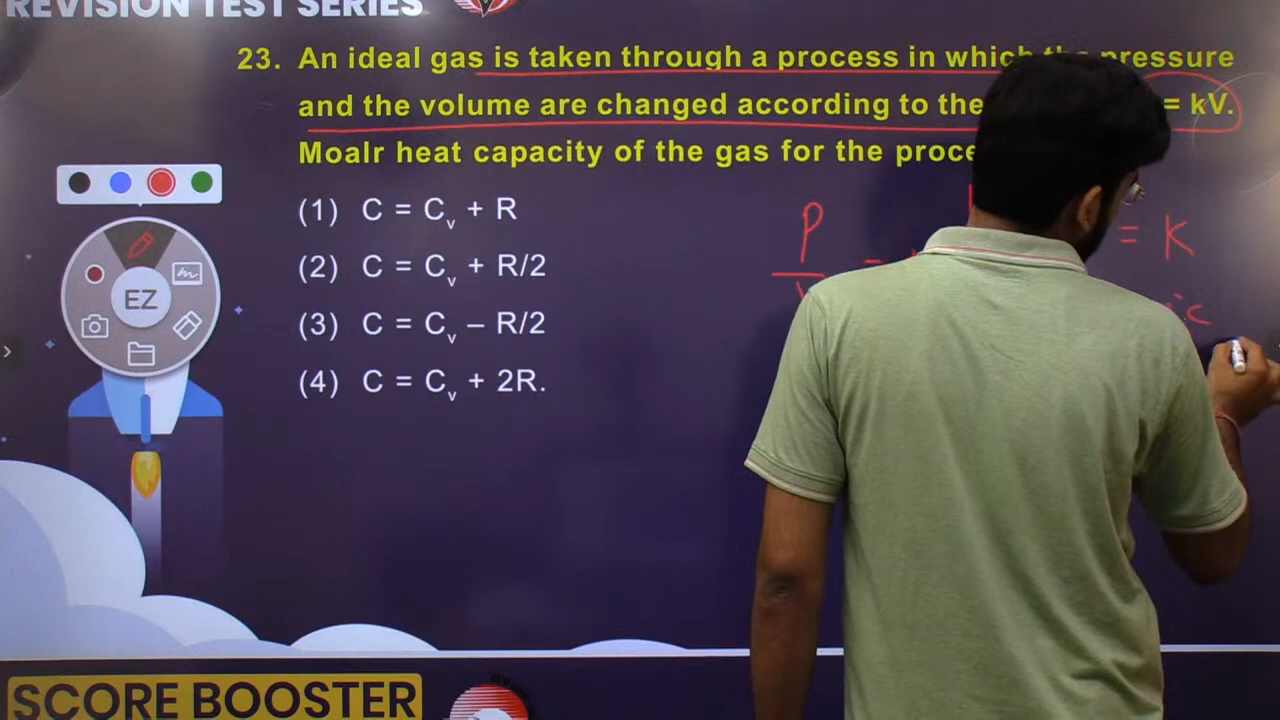 REVISION TEST SERIES
23. An ideal gas is taken through a process in which the pressure
and the volume are changed according to the = kV.
Moalr heat capacity of the gas for the
(1) C = Cv + R
(2) C = Cv + R/2
(3) C = Cv – R/2
(4) C = Cv + 2R.
P = K
EZ
SCORE BOOSTER